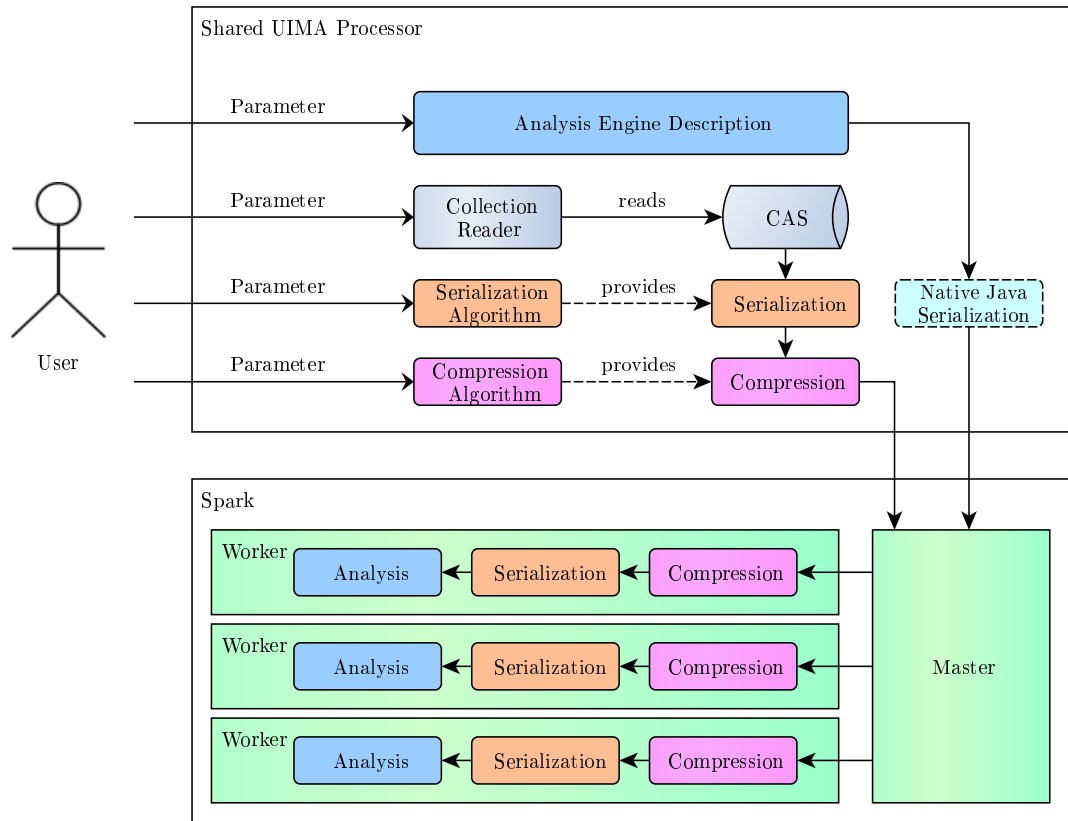 Shared UIMA Processor
Parameter
Analysis Engine Description
Parameter
Collection
Reader
reads
CAS
Parameter
Serialization
Algorithm
provides
Serialization
Native Java
Serialization
User
Parameter
Compression
Algorithm
provides
Compression
Spark
Worker
Analysis
Serialization
Compression
Worker
Analysis
Serialization
Compression
Master
Worker
Analysis
Serialization
Compression